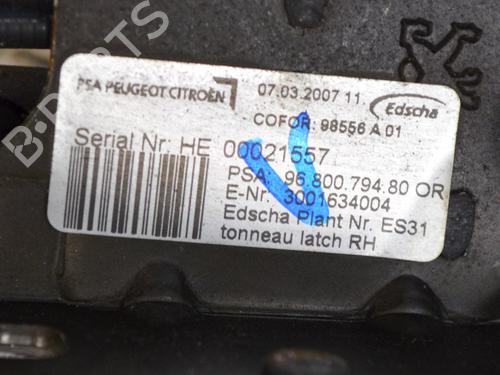 PSA PEUGEOT CITROËN
07.03.2007 11
Edscha
COFOR: 98556 A 01
Serial Nr: HE 00021557
PSA: 96.800.794.80 OR
E-Nr. 3001634004
Edscha Plant Nr. ES31
tonneau latch RH
B-PARTS